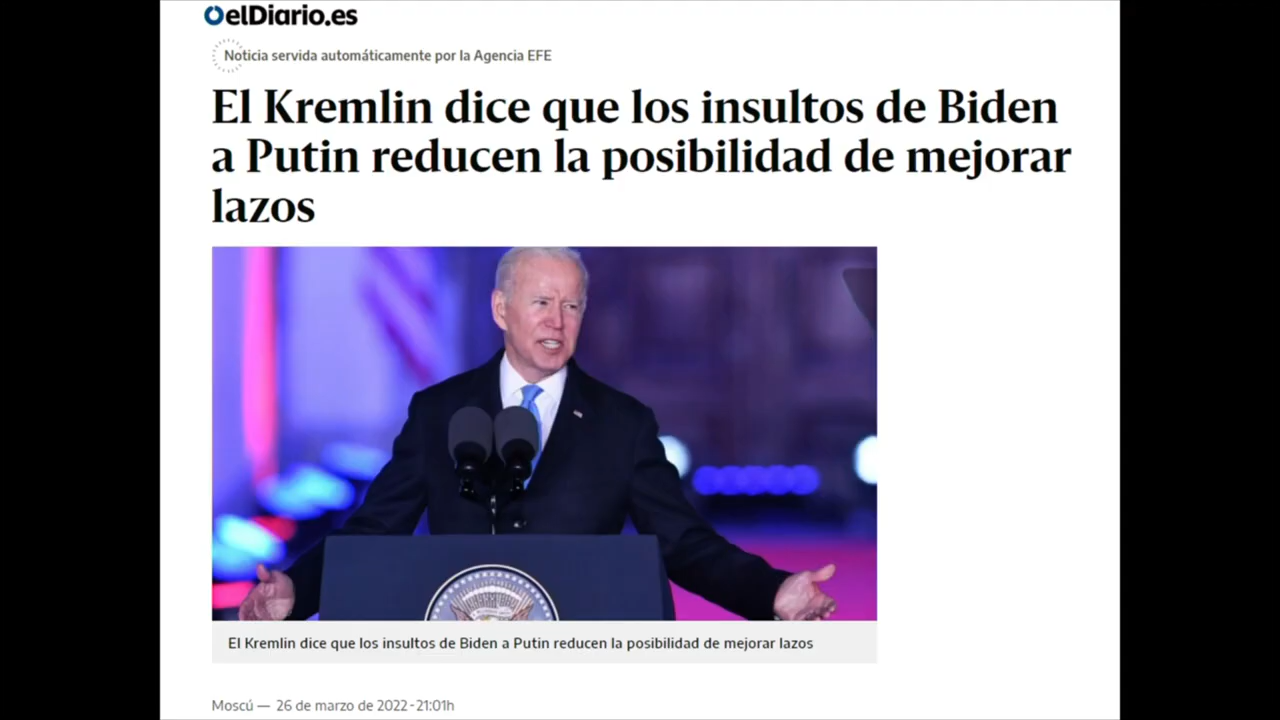 elDiario.es
Noticia servida automáticamente por la Agencia EFE
El Kremlin dice que los insultos de Biden
a Putin reducen la posibilidad de mejorar
lazos
El Kremlin dice que los insultos de Biden a Putin reducen la posibilidad de mejorar lazos
Moscú — 26 de marzo de 2022 - 21:01h